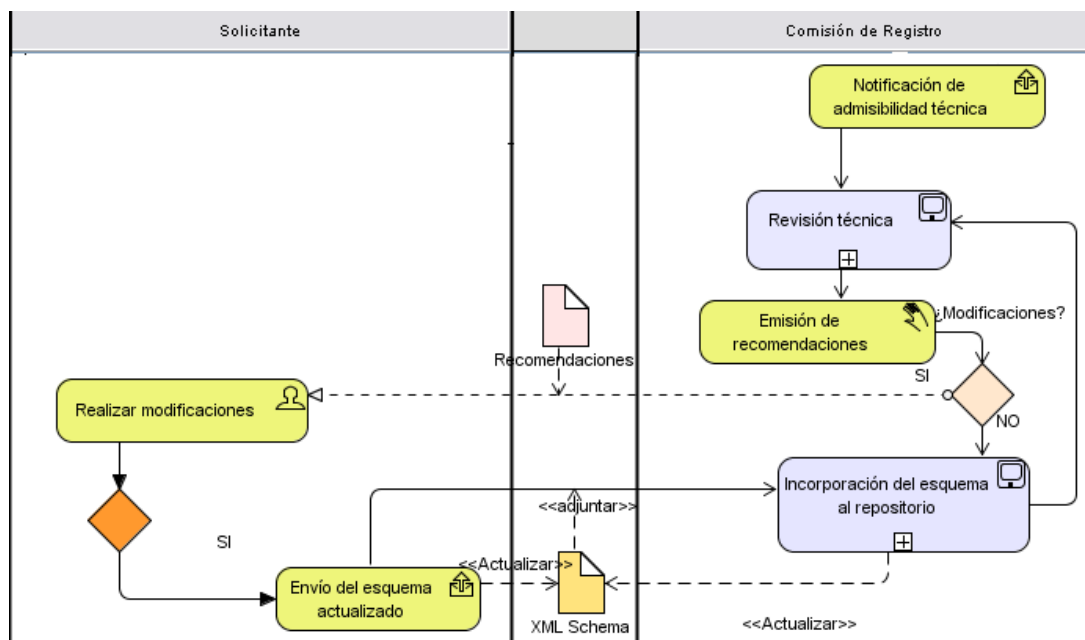 Solicitante
Comisión de Registro
Notificación de
admisibilidad técnica
Revisión técnica
Emisión de
recomendaciones
¿Modificaciones?
Recomendaciones
SI
NO
Realizar modificaciones
Incorporación del esquema
al repositorio
<<adjuntar>>
SI
<<Actualizar>>
Envío del esquema
actualizado
XML Schema
<<Actualizar>>